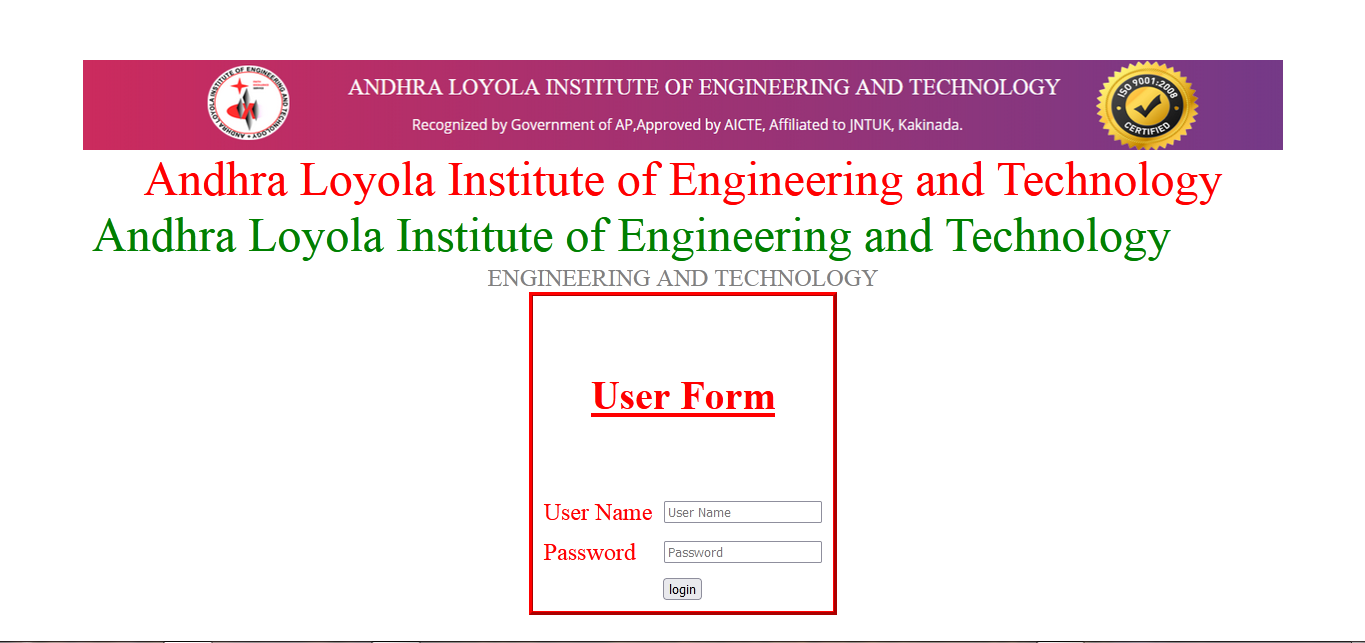 ANDHRA LOYOLA INSTITUTE OF ENGINEERING AND TECHNOLOGY
Recognized by Government of AP,Approved by AICTE, Affiliated to JNTUK, Kakinada.
ANDHRA LOYOLA INSTITUTE OF ENGINEERING AND TECHNOLOGY
ISO 9001:2008
CERTIFIED
Andhra Loyola Institute of Engineering and Technology
Andhra Loyola Institute of Engineering and Technology
ENGINEERING AND TECHNOLOGY
User Form
User Name User Name
Password Password
login